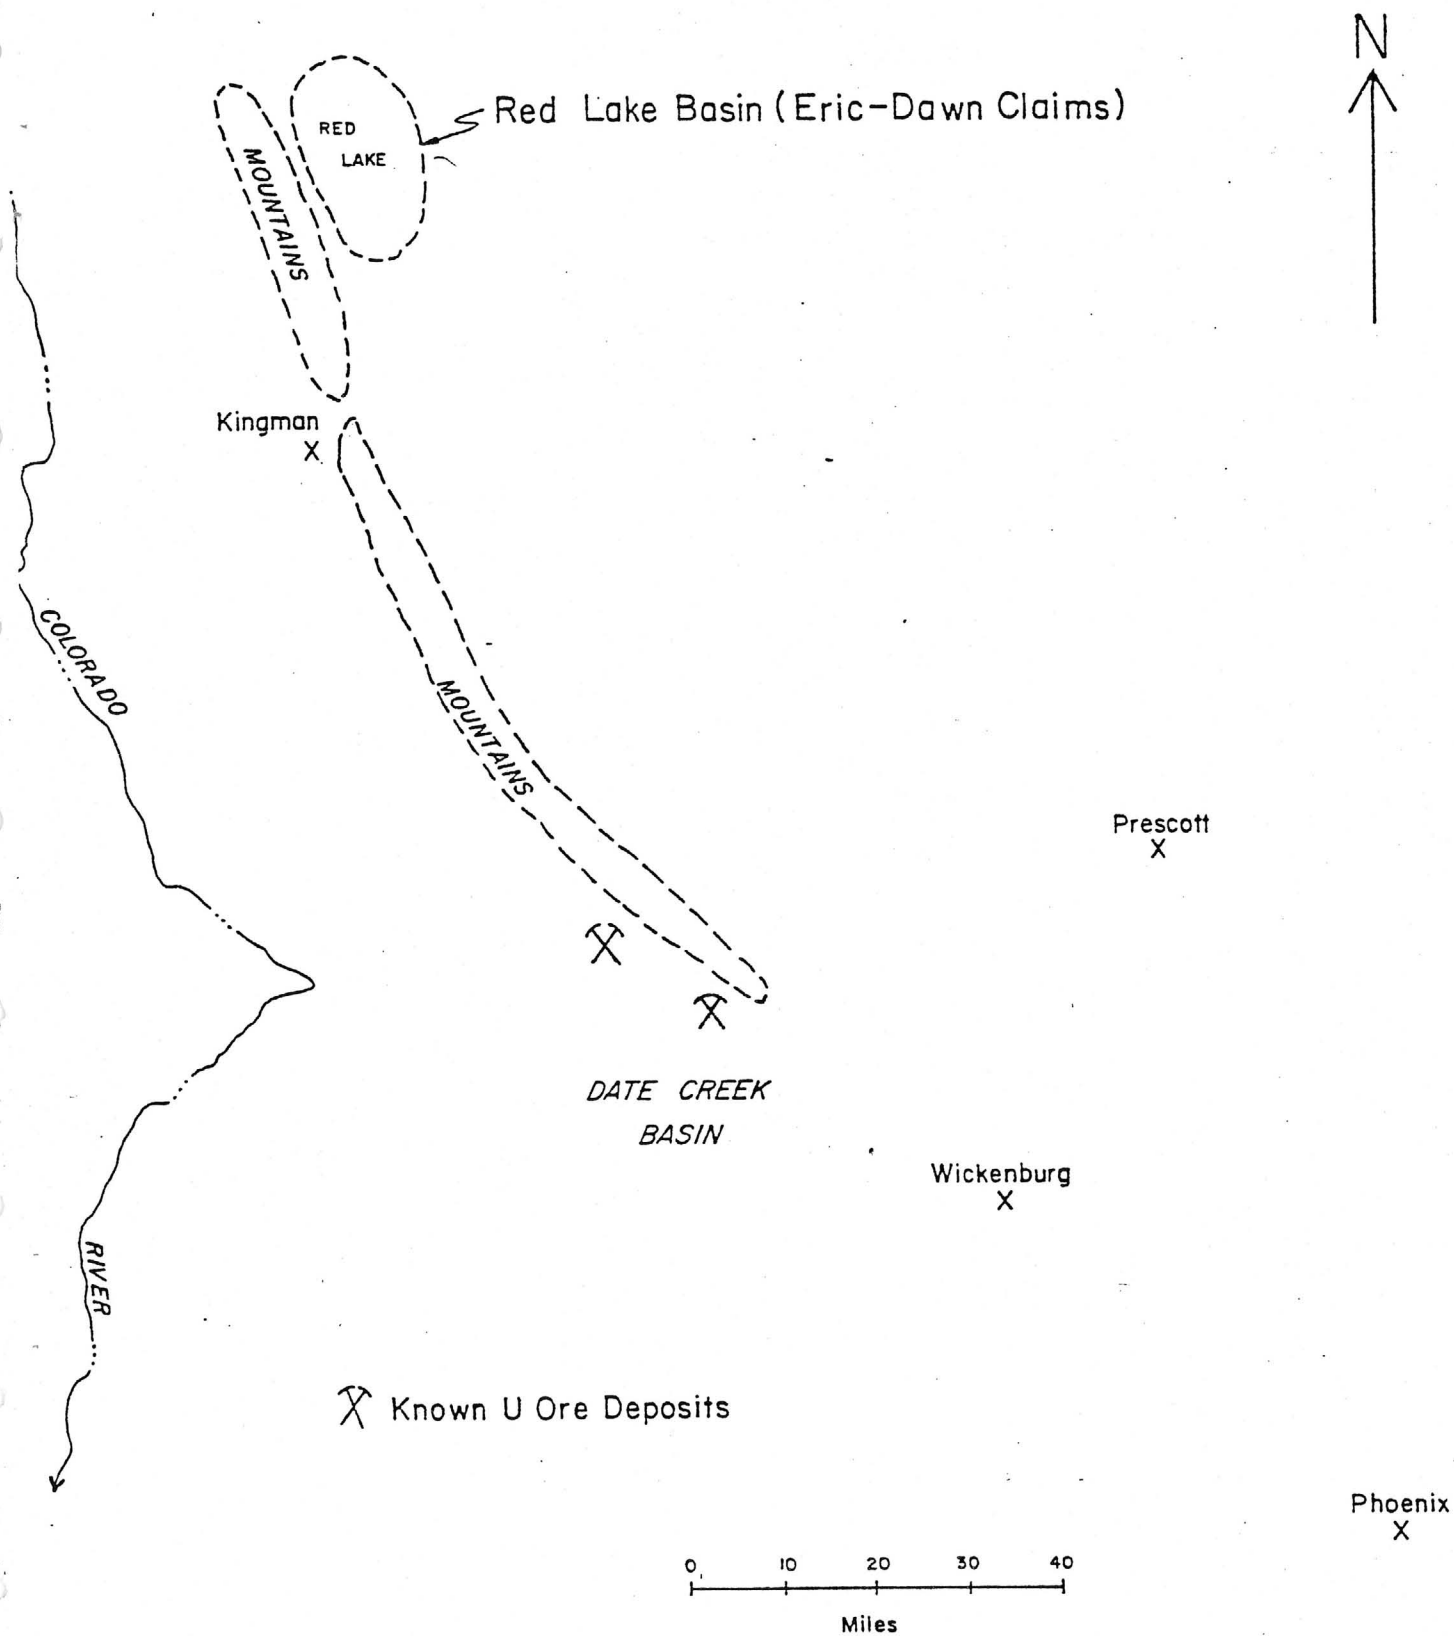 N
Red Lake Basin (Eric-Dawn Claims)
RED
LAKE
MOUNTAINS
Kingman
X
COLORADO
MOUNTAINS
Prescott
X
DATE CREEK
BASIN
Wickenburg
X
RIVER
Known U Ore Deposits
Phoenix
X
0 10 20 30 40
Miles